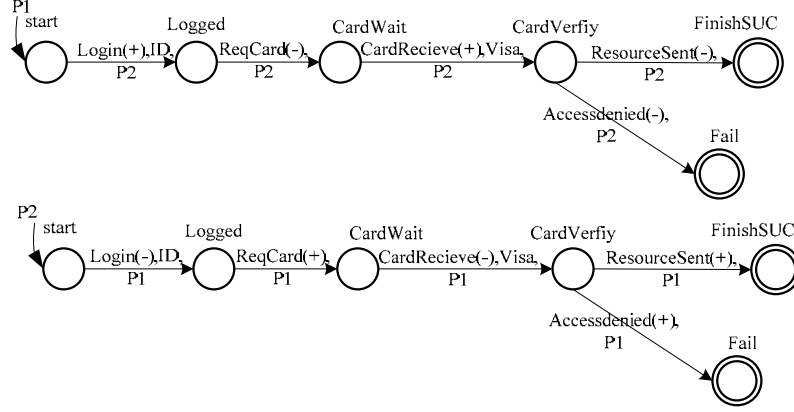 P1
start
Logged
CardWait
CardVerfiy
FinishSUC
Login(+),ID,
P2
ReqCard(-),
P2
CardRecieve(+),Visa,
P2
ResourceSent(-),
P2
Accessdenied(-),
P2
Fail
P2
start
Logged
CardWait
CardVerfiy
FinishSUC
Login(-),ID,
P1
ReqCard(+),
P1
CardRecieve(-),Visa,
P1
ResourceSent(+),
P1
Accessdenied(+),
P1
Fail